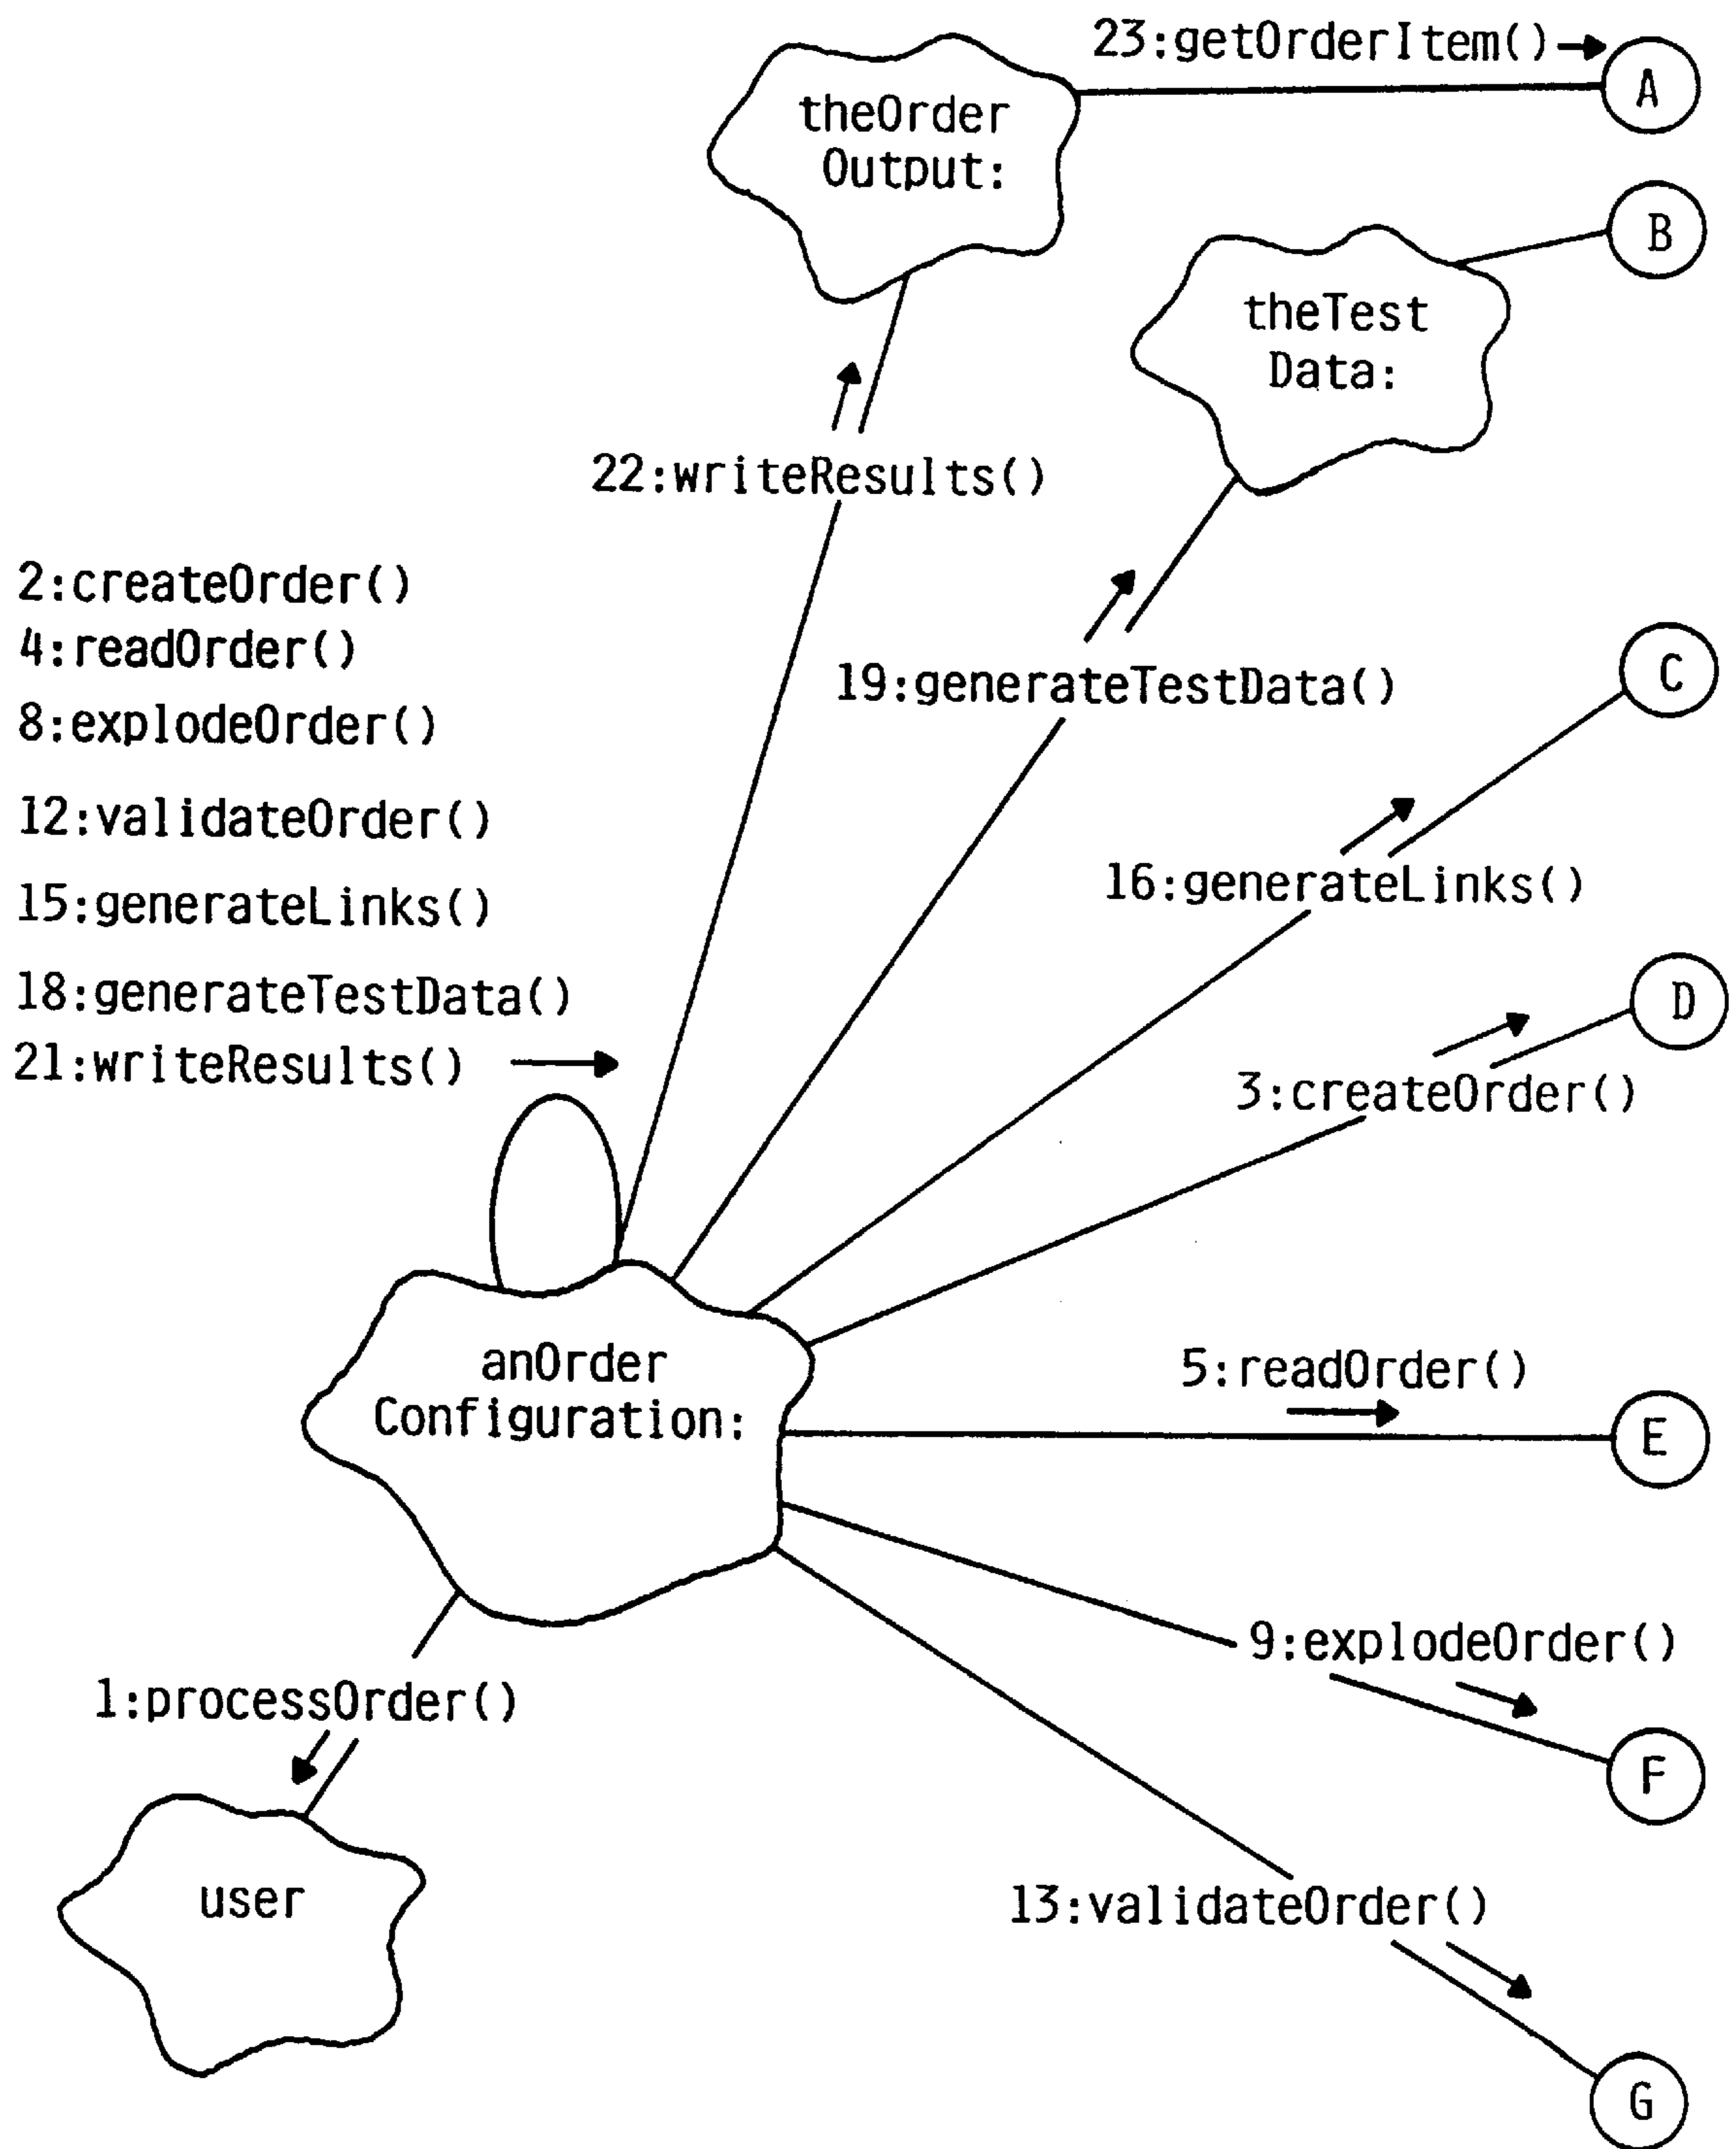 23:getOrderItem()
A
theOrder
Output:
B
theTest
Data:
22:writeResults()
2:createOrder()
4:readOrder()
8:explodeOrder()
12:validateOrder()
15:generateLinks()
18:generateTestData()
21:writeResults()
19:generateTestData()
C
16:generateLinks()
D
3:createOrder()
anOrder
Configuration:
5:readOrder()
E
9:explodeOrder()
F
1:processOrder()
user
13:validateOrder()
G